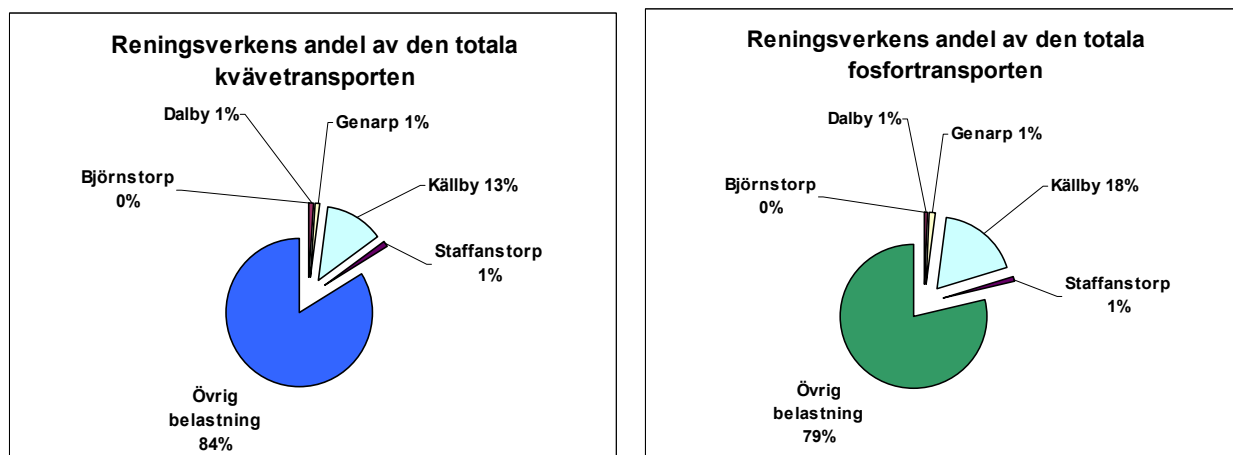 Reningsverkens andel av den totala
kvävetransporten
Dalby 1%
Genarp 1%
Björnstorp
0%
Källby 13%
Staffanstorp
1%
Övrig
belastning
84%
Reningsverkens andel av den totala
fosfortransporten
Dalby 1%
Genarp 1%
Björnstorp
0%
Källby 18%
Staffanstorp
1%
Övrig
belastning
79%